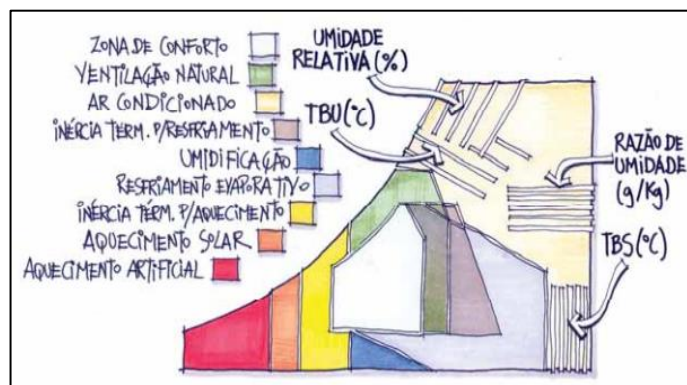 ZONA DE CONFORTO
VENTILAÇÃO NATURAL
AR CONDICIONADO
INÉRCIA TÉRM. P/RESFRIAMENTO
UMIDIFICAÇÃO
RESFRIAMENTO EVAPORATIVO
INÉRCIA TÉRM. P/AQUECIMENTO
AQUECIMENTO SOLAR
AQUECIMENTO ARTIFICIAL
UMIDADE
RELATIVA (%)
TBU (°C)
RAZÃO DE
UMIDADE
(g/Kg)
TBS (°C)